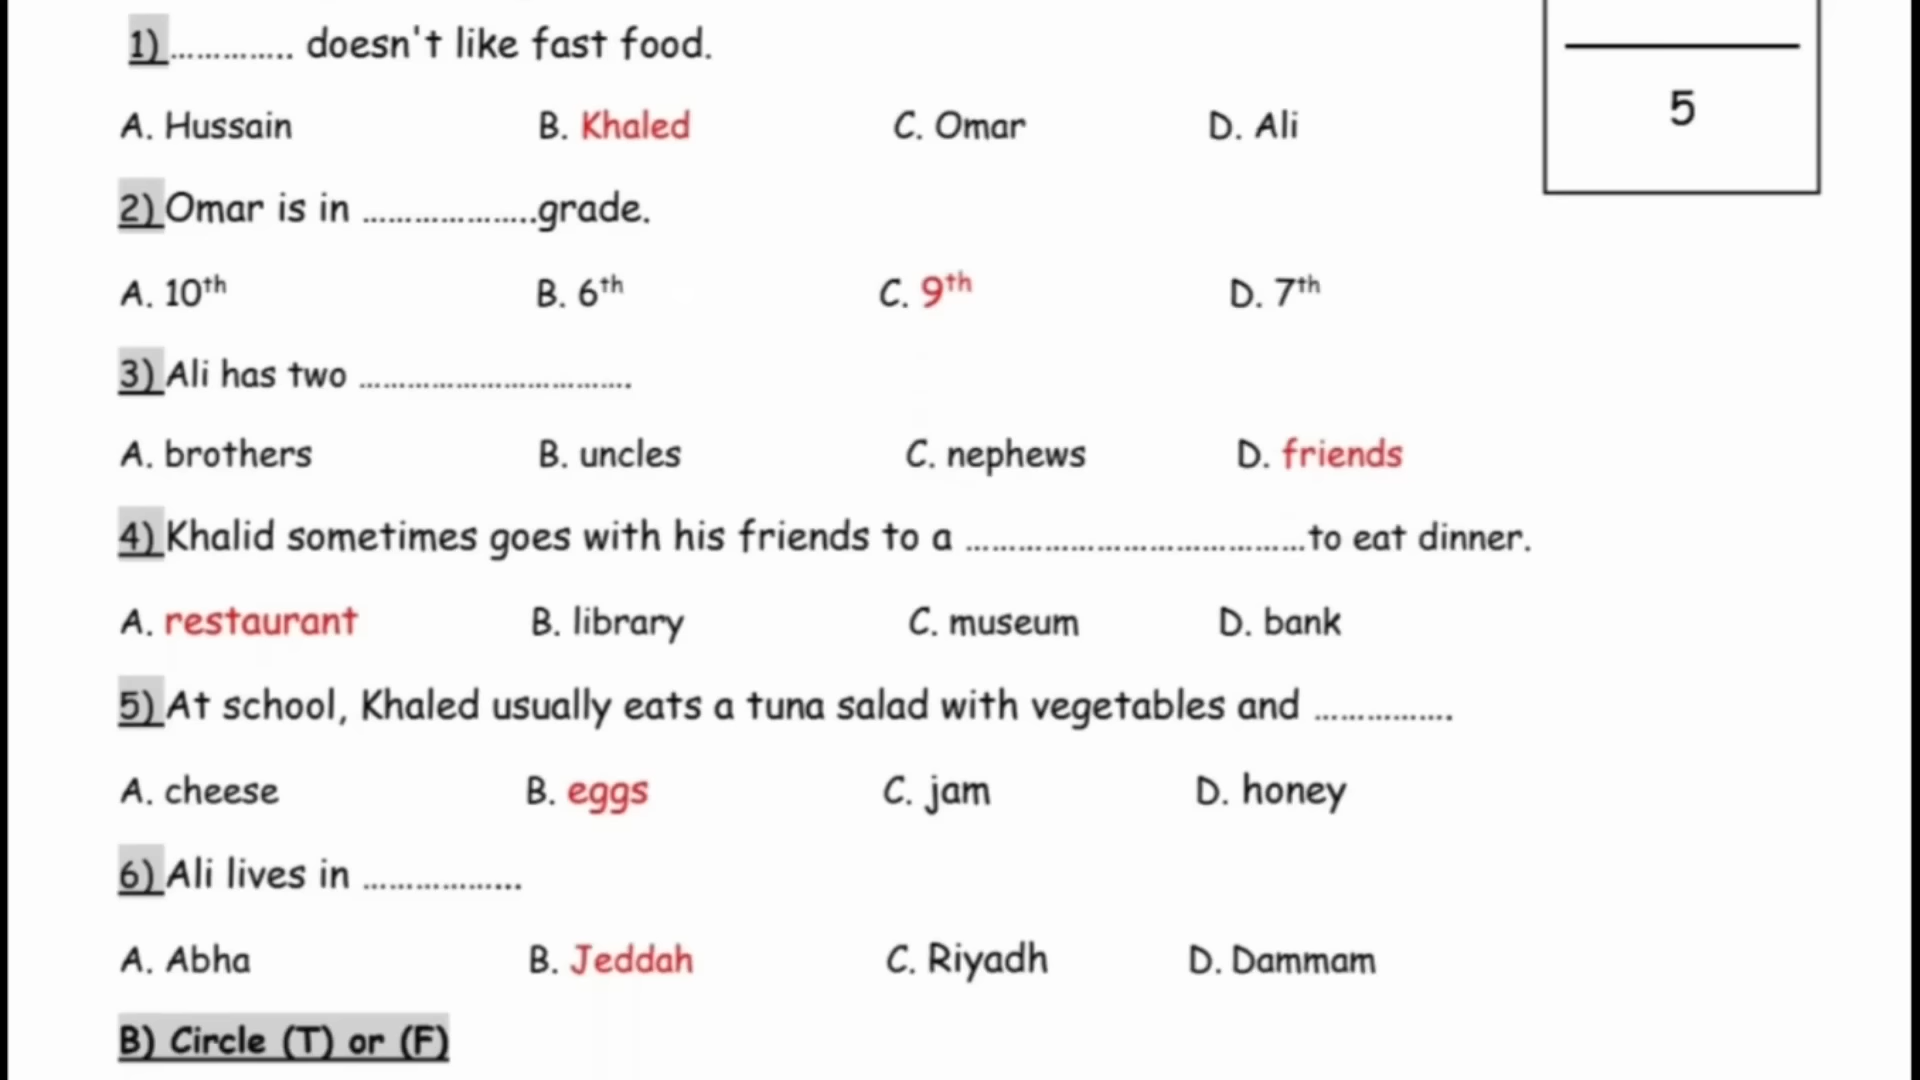 1) ………….. doesn't like fast food.
5
A. Hussain B. Khaled C. Omar D. Ali
2) Omar is in ………………..grade.
A. 10th B. 6th C. 9th D. 7th
3) Ali has two ………………………….
A. brothers B. uncles C. nephews D. friends
4) Khalid sometimes goes with his friends to a …………………………………to eat dinner.
A. restaurant B. library C. museum D. bank
5) At school, Khaled usually eats a tuna salad with vegetables and …………….
A. cheese B. eggs C. jam D. honey
6) Ali lives in ……………...
A. Abha B. Jeddah C. Riyadh D. Dammam
B) Circle (T) or (F)